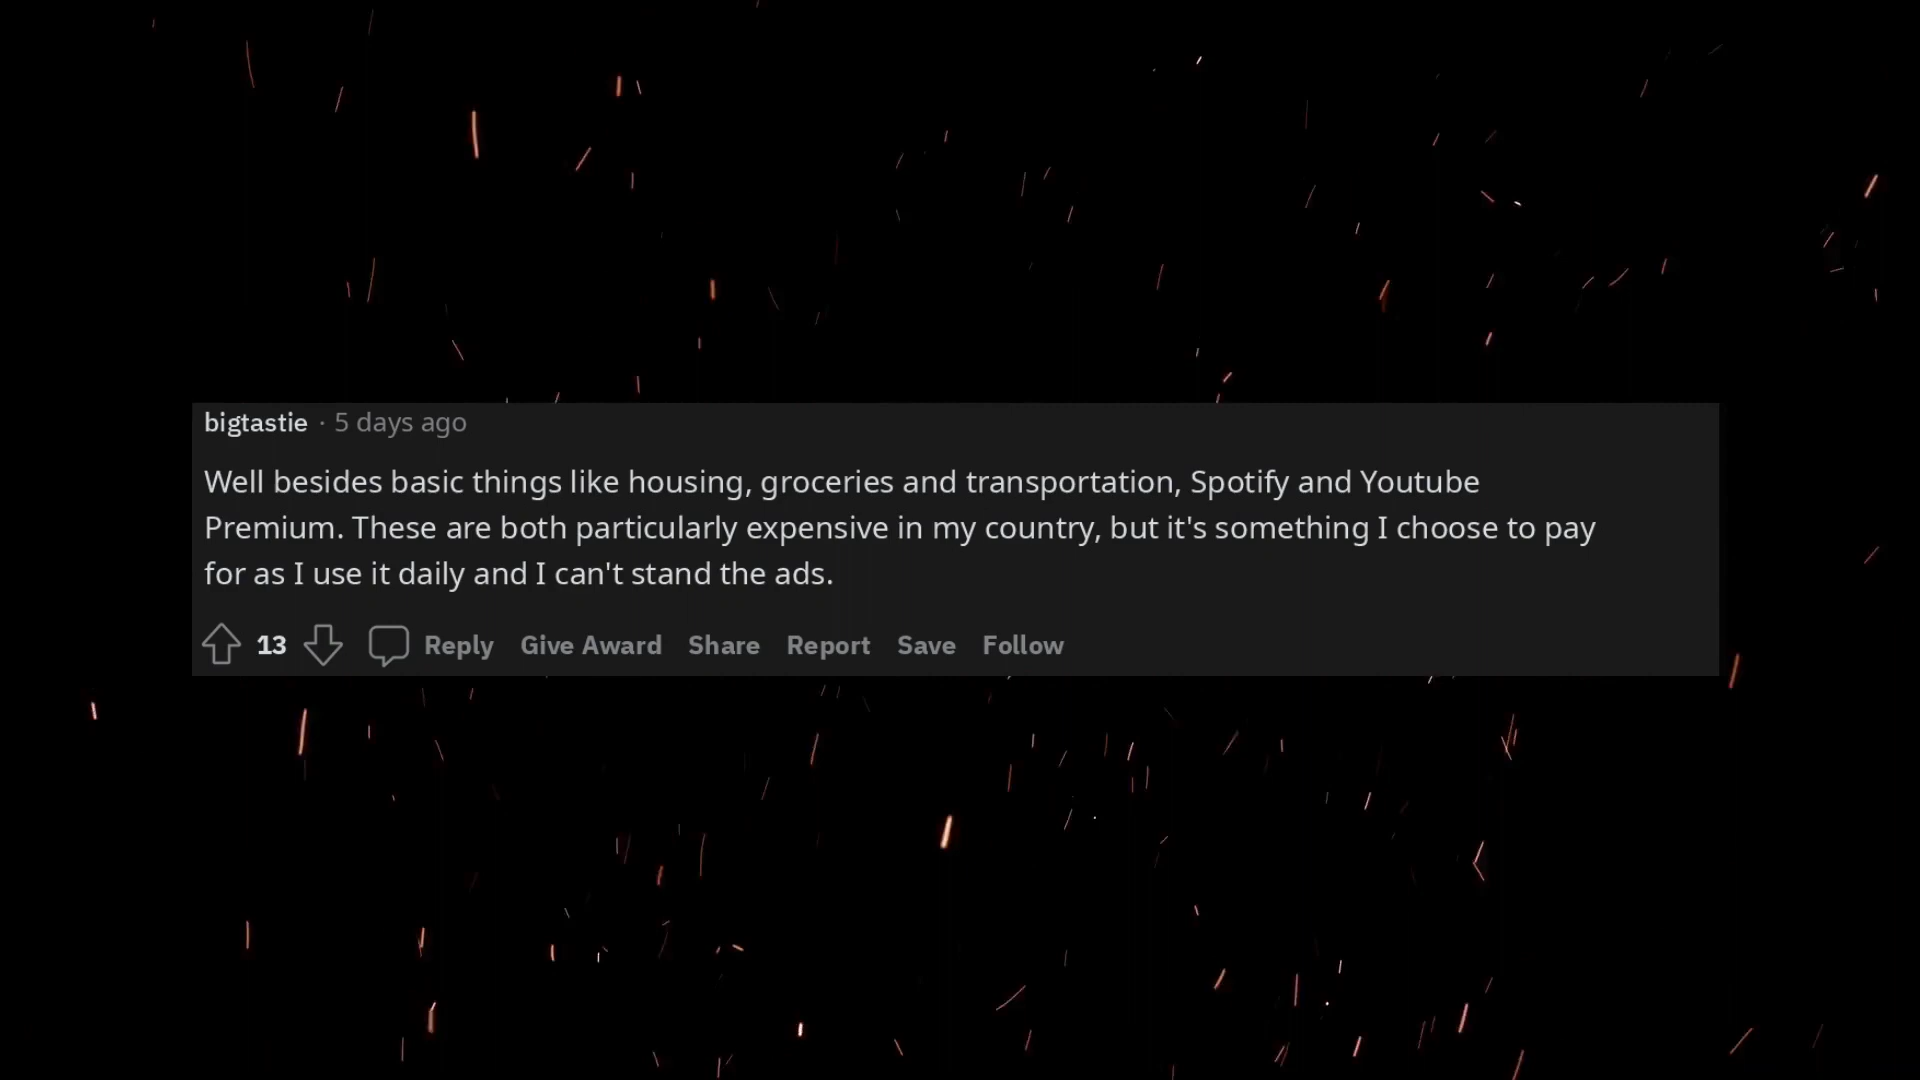 bigtastie · 5 days ago
Well besides basic things like housing, groceries and transportation, Spotify and Youtube
Premium. These are both particularly expensive in my country, but it's something I choose to pay
for as I use it daily and I can't stand the ads.
13 Reply Give Award Share Report Save Follow